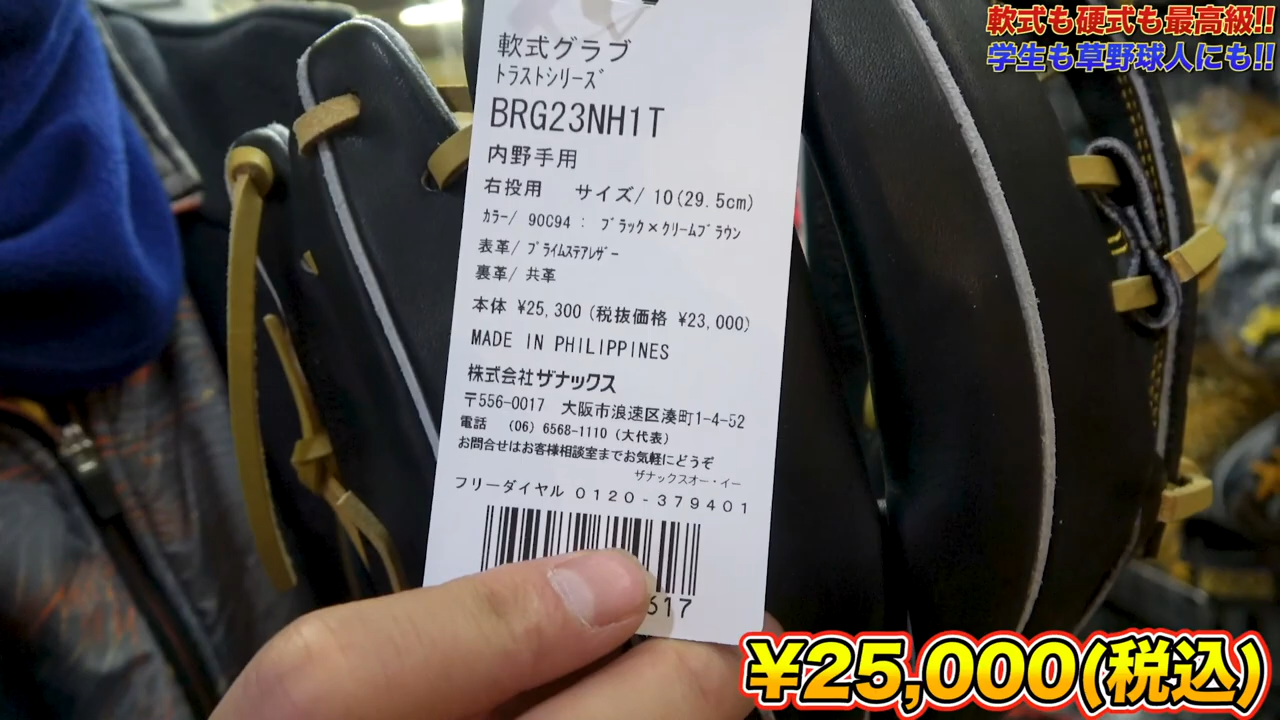 軟式も硬式も最高級!!
学生も草野球人にも!!
軟式グラブ
トラストシリーズ
BRG23NH1T
内野手用
右投用 サイズ/ 10(29.5cm)
カラー/ 90C94 : ブラック×クリームブラウン
表革/ プライムステアレザー
裏革/ 共革
本体 ¥25,300 (税抜価格 ¥23,000)
MADE IN PHILIPPINES
株式会社ザナックス
〒556-0017 大阪市浪速区湊町1-4-52
電話 (06) 6568-1110 (大代表)
お問合せはお客様相談室までお気軽にどうぞ
ザナックスオー・イー
フリーダイヤル 0120-379401
617
¥25,000(税込)